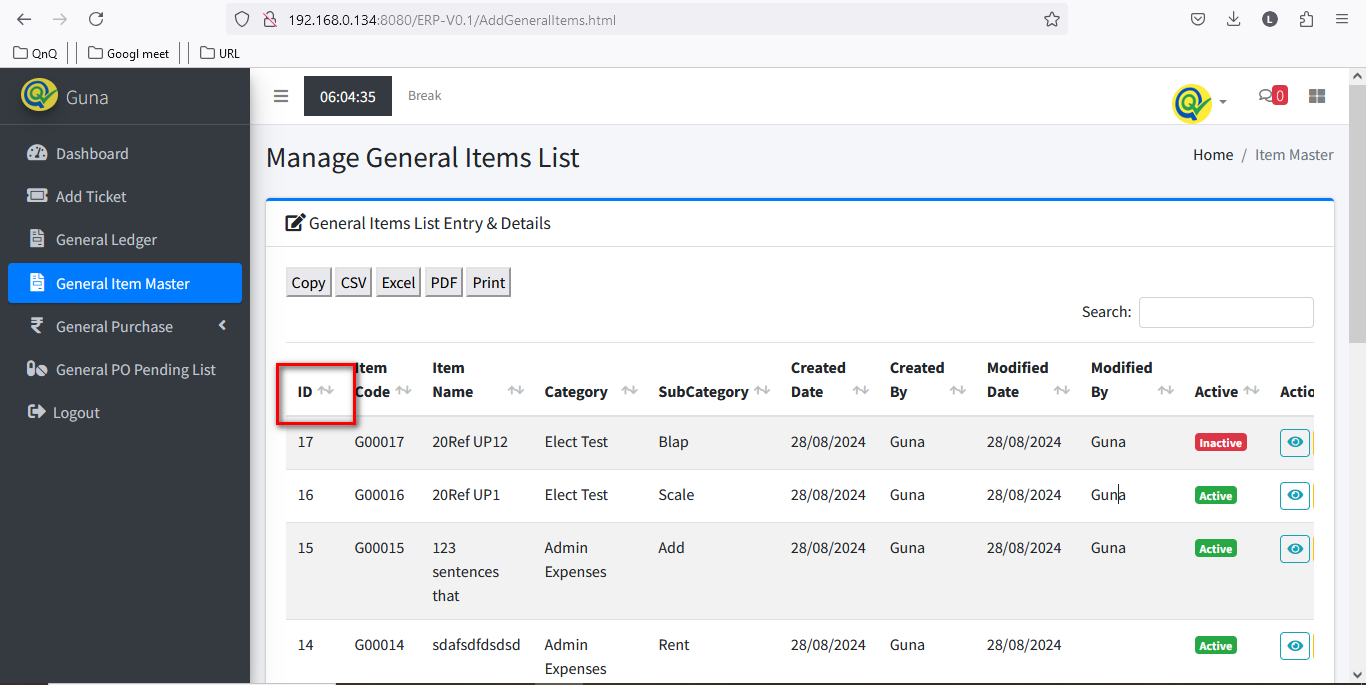 192.168.0.134:8080/ERP-V0.1/AddGeneralItems.html
L
QnQ
Googl meet
URL
Guna
06:04:35
Break
0
Dashboard
Add Ticket
General Ledger
General Item Master
General Purchase
General PO Pending List
Logout
Manage General Items List
Home / Item Master
General Items List Entry & Details
Copy CSV Excel PDF Print
Search:
ID Item Code Item Name Category SubCategory Created Date Created By Modified Date Modified By Active Actio
17 G00017 20Ref UP12 Elect Test Blap 28/08/2024 Guna 28/08/2024 Guna Inactive
16 G00016 20Ref UP1 Elect Test Scale 28/08/2024 Guna 28/08/2024 Guna Active
15 G00015 123 sentences that Admin Expenses Add 28/08/2024 Guna 28/08/2024 Guna Active
14 G00014 sdafsdfdsdsd Admin Expenses Rent 28/08/2024 Guna 28/08/2024 Active